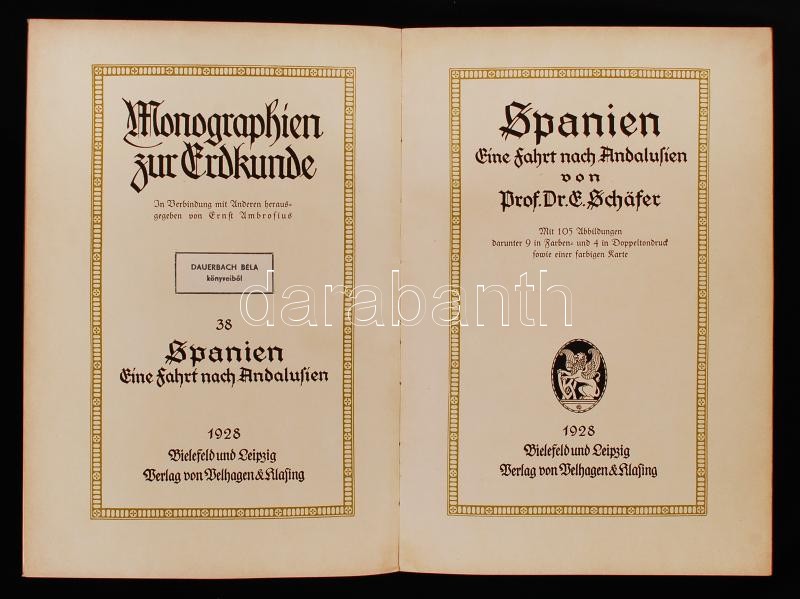 Monographien
zur Erdkunde
In Verbindung mit Anderen heraus-
gegeben von Ernst Ambrosius
DAUERBACH BÉLA
könyveiből
38
Spanien
Eine Fahrt nach Andalusien
1928
Bielefeld und Leipzig
Verlag von Velhagen & Klasing
Spanien
Eine Fahrt nach Andalusien
von
Prof. Dr. E. Schäfer
Mit 105 Abbildungen
darunter 9 in Farben- und 4 in Doppeltondruck
sowie einer farbigen Karte
1928
Bielefeld und Leipzig
Verlag von Velhagen & Klasing
darabanth